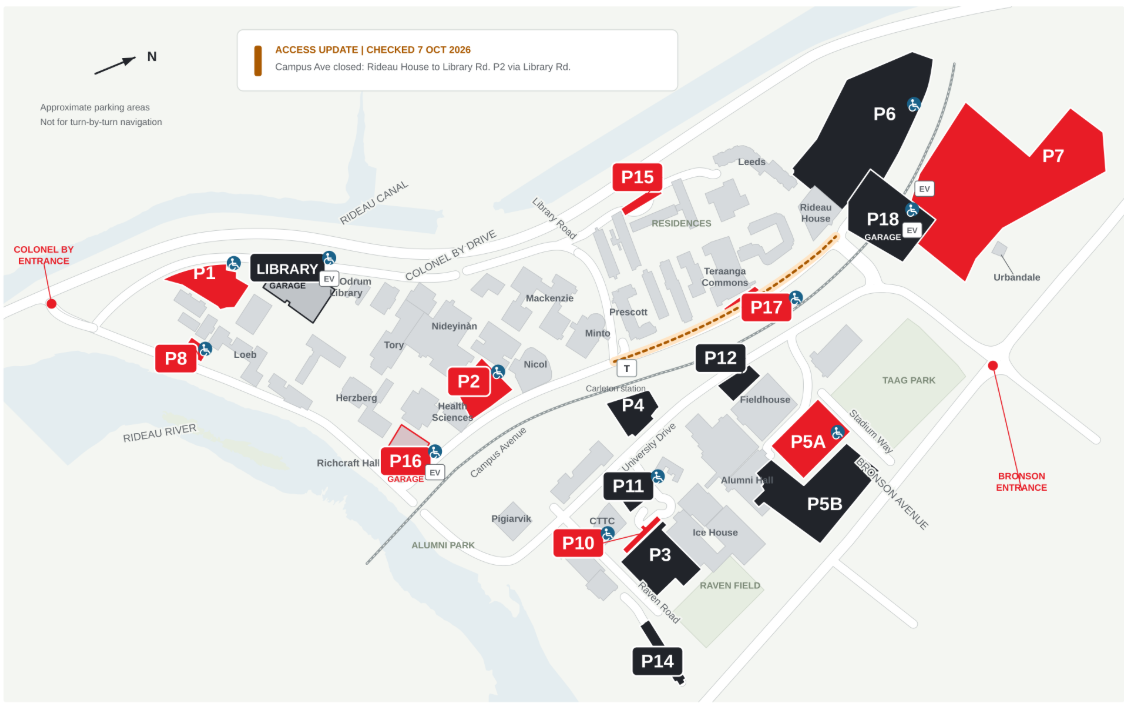 ACCESS UPDATE | CHECKED 7 OCT 2026
Campus Ave closed: Rideau House to Library Rd. P2 via Library Rd.
N
Approximate parking areas
Not for turn-by-turn navigation
P6
P7
EV
Leeds
P15
Library Road
RIDEAU CANAL
RESIDENCES
Rideau
House
P18
GARAGE
EV
COLONEL BY
ENTRANCE
COLONEL BY DRIVE
P1
LIBRARY
GARAGE
EV
Odrum
Library
Teraanga
Commons
Urbandale
Mackenzie
Prescott
P17
Nideyinàn
Minto
Tory
P8
Loeb
Nicol
T
P12
P2
Carleton station
TAAG PARK
Herzberg
Health
Sciences
P4
Fieldhouse
RIDEAU RIVER
University Drive
Stadium Way
P5A
Richcraft Hall
P16
GARAGE
EV
Campus Avenue
P11
Alumni Hall
BRONSON AVENUE
BRONSON
ENTRANCE
P5B
Pigiarvik
CTTC
Ice House
P10
ALUMNI PARK
P3
RAVEN FIELD
Raven Road
P14